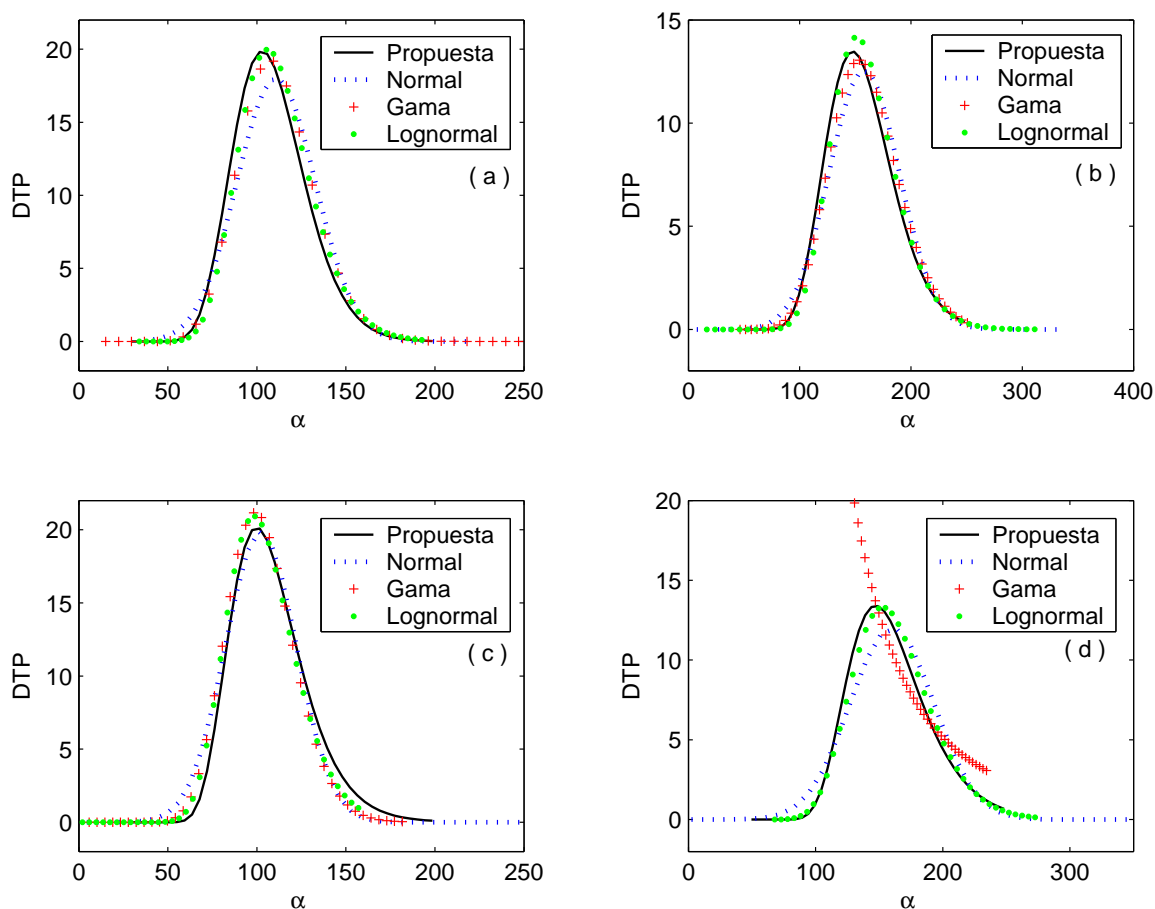 20
15
10
5
0
DTP
0 50 100 150 200 250
α
Propuesta
Normal
Gama
Lognormal
( a )
15
10
5
0
-2
DTP
0 100 200 300 400
α
Propuesta
Normal
Gama
Lognormal
( b )
20
15
10
5
0
DTP
0 50 100 150 200 250
α
Propuesta
Normal
Gama
Lognormal
( c )
20
15
10
5
0
-2
DTP
0 100 200 300
α
Propuesta
Normal
Gama
Lognormal
( d )